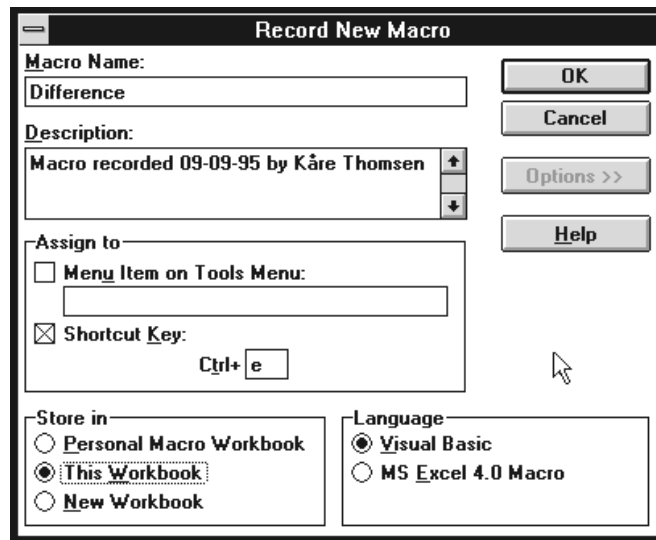 Record New Macro
Macro Name:
Difference
Description:
Macro recorded 09-09-95 by Kåre Thomsen
OK
Cancel
Options >>
Help
Assign to
Menu Item on Tools Menu:
Shortcut Key:
Ctrl+ e
Store in
Personal Macro Workbook
This Workbook
New Workbook
Language
Visual Basic
MS Excel 4.0 Macro